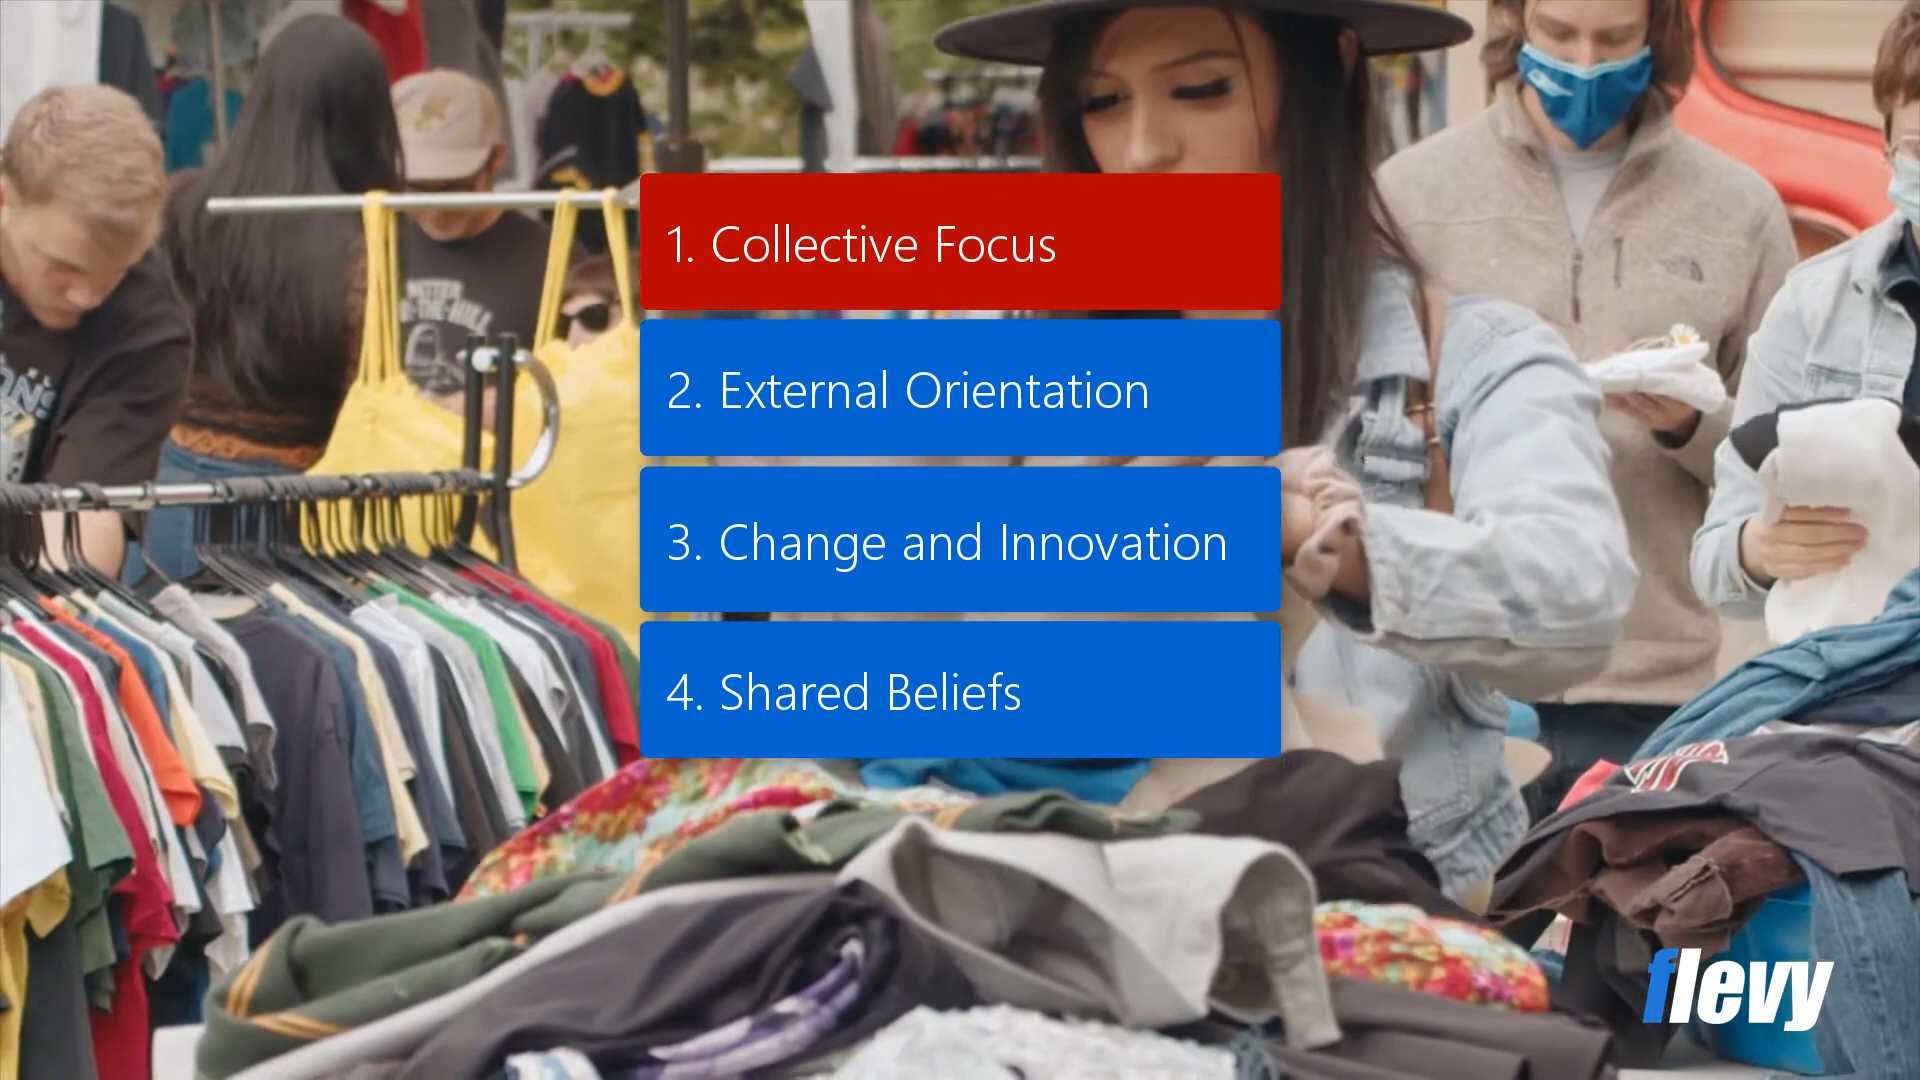 1. Collective Focus
2. External Orientation
3. Change and Innovation
4. Shared Beliefs
flevy